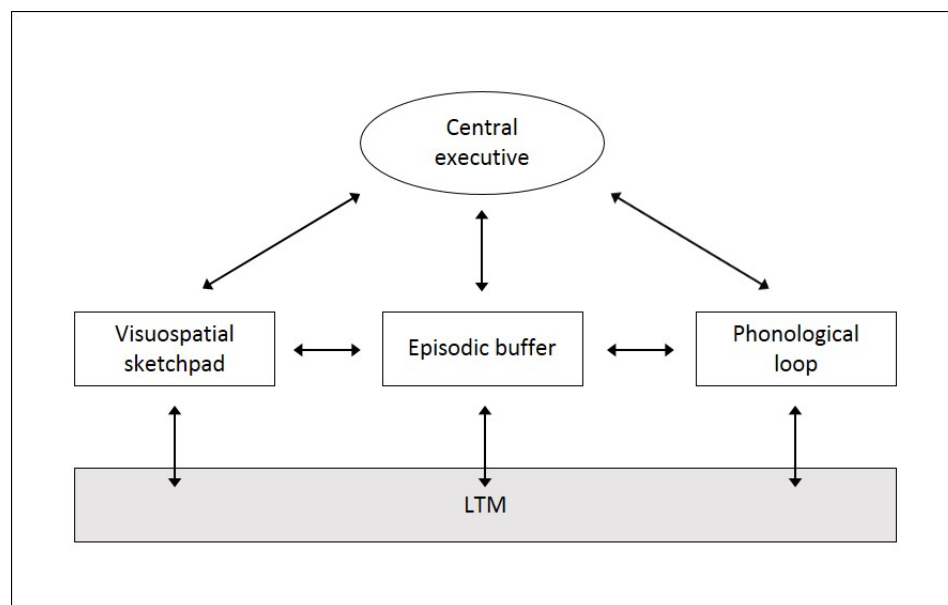 Central
executive
Visuospatial
sketchpad
Episodic buffer
Phonological
loop
LTM